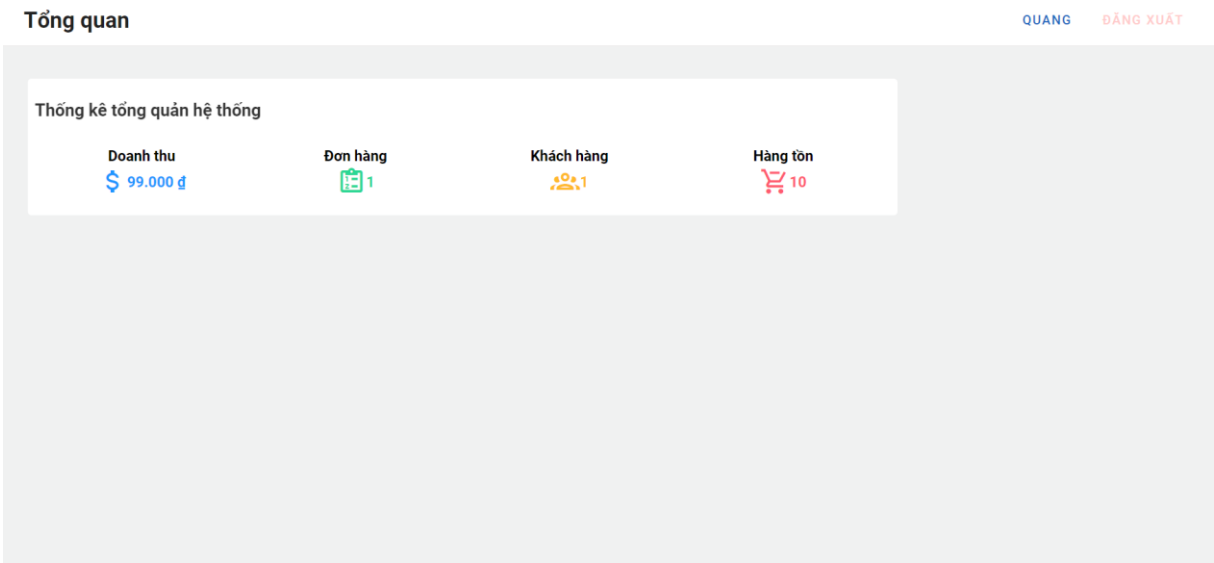 Tổng quan
QUANG ĐĂNG XUẤT
Thống kê tổng quản hệ thống
Doanh thu Đơn hàng Khách hàng Hàng tồn
$ 99.000 ₫ 1 1 10